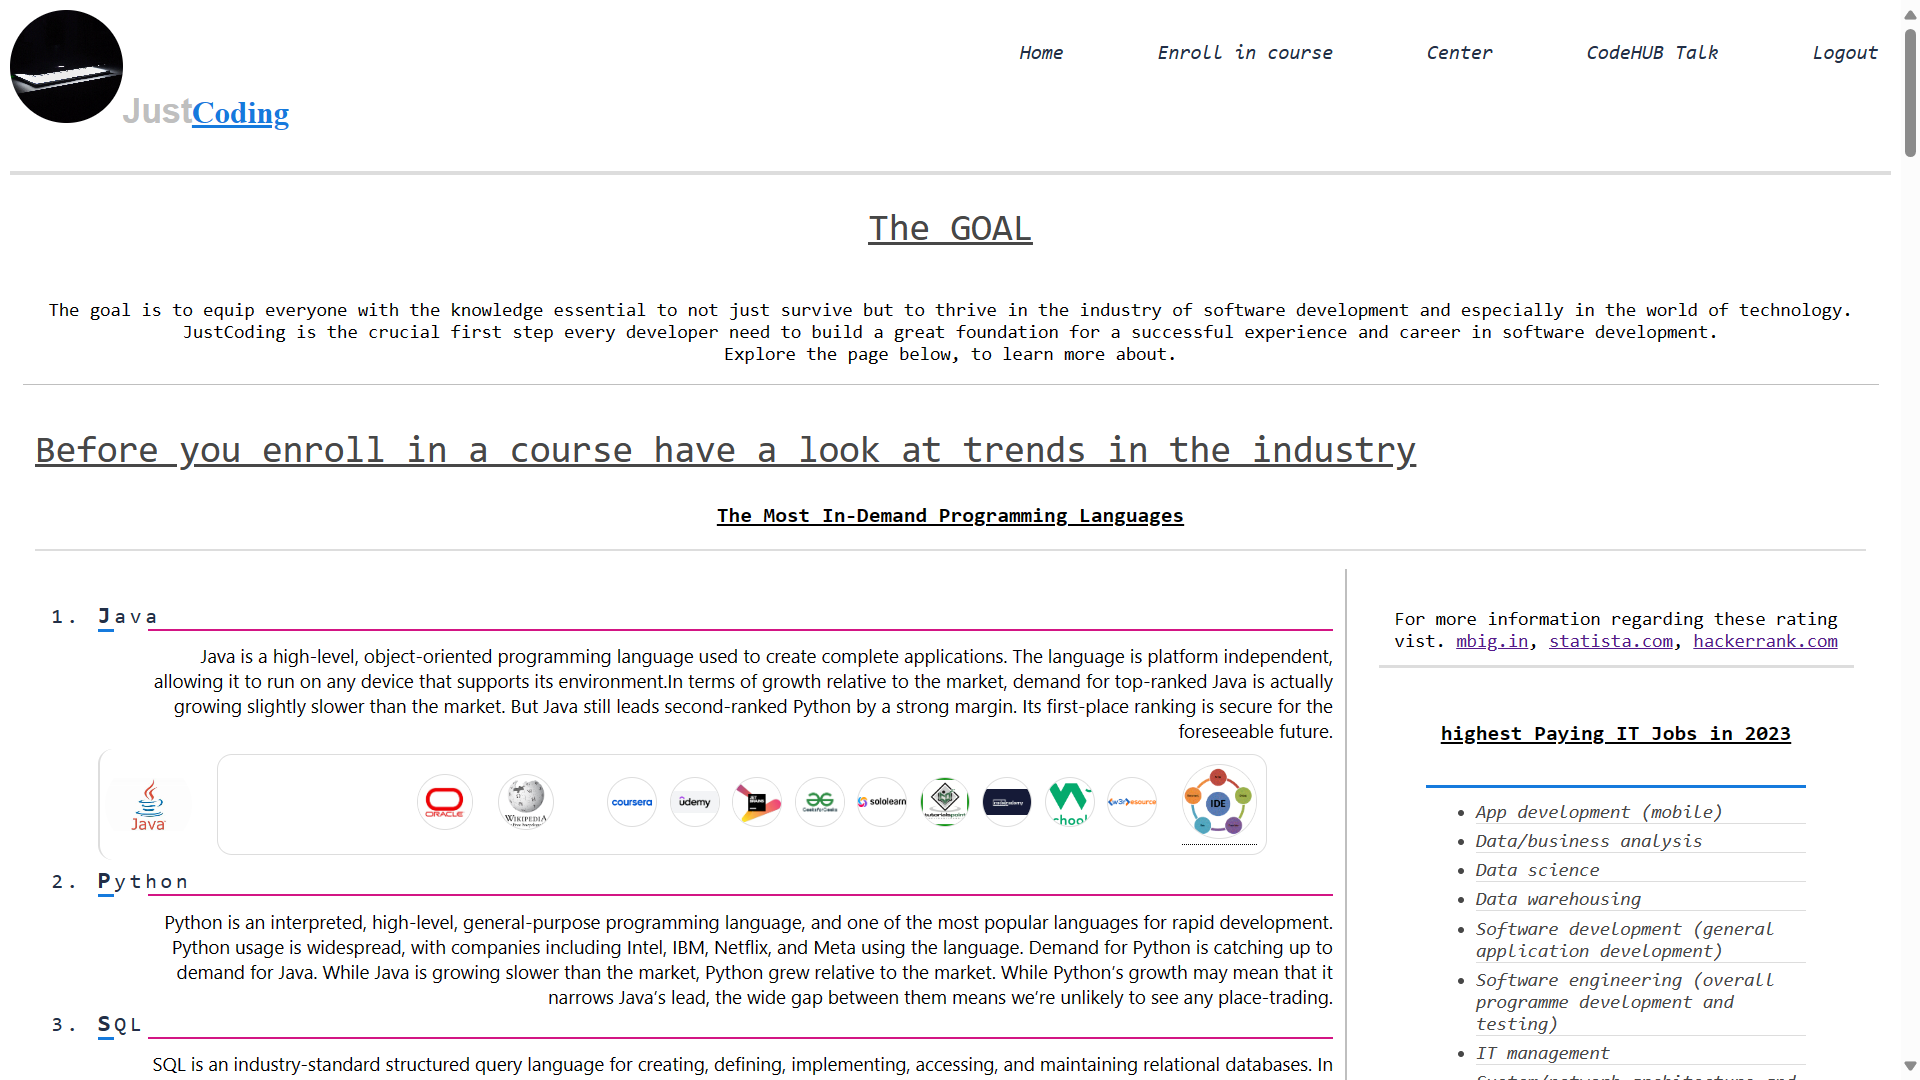 Home Enroll in course Center CodeHUB Talk Logout
JustCoding
The GOAL
The goal is to equip everyone with the knowledge essential to not just survive but to thrive in the industry of software development and especially in the world of technology.
JustCoding is the crucial first step every developer need to build a great foundation for a successful experience and career in software development.
Explore the page below, to learn more about.
Before you enroll in a course have a look at trends in the industry
The Most In-Demand Programming Languages
1. Java
Java is a high-level, object-oriented programming language used to create complete applications. The language is platform independent,
allowing it to run on any device that supports its environment.In terms of growth relative to the market, demand for top-ranked Java is actually
growing slightly slower than the market. But Java still leads second-ranked Python by a strong margin. Its first-place ranking is secure for the
foreseeable future.
Java
ORACLE
WIKIPEDIA
coursera
ûdemy
JET BRAINS
GeeksforGeeks
sololearn
tutorialspoint
chool
w3resource
IDE
2. Python
Python is an interpreted, high-level, general-purpose programming language, and one of the most popular languages for rapid development.
Python usage is widespread, with companies including Intel, IBM, Netflix, and Meta using the language. Demand for Python is catching up to
demand for Java. While Java is growing slower than the market, Python grew relative to the market. While Python's growth may mean that it
narrows Java's lead, the wide gap between them means we're unlikely to see any place-trading.
3. SQL
SQL is an industry-standard structured query language for creating, defining, implementing, accessing, and maintaining relational databases. In
For more information regarding these rating
vist. mbig.in, statista.com, hackerrank.com
highest Paying IT Jobs in 2023
• App development (mobile)
• Data/business analysis
• Data science
• Data warehousing
• Software development (general
application development)
• Software engineering (overall
programme development and
testing)
• IT management
• System/network architecture and